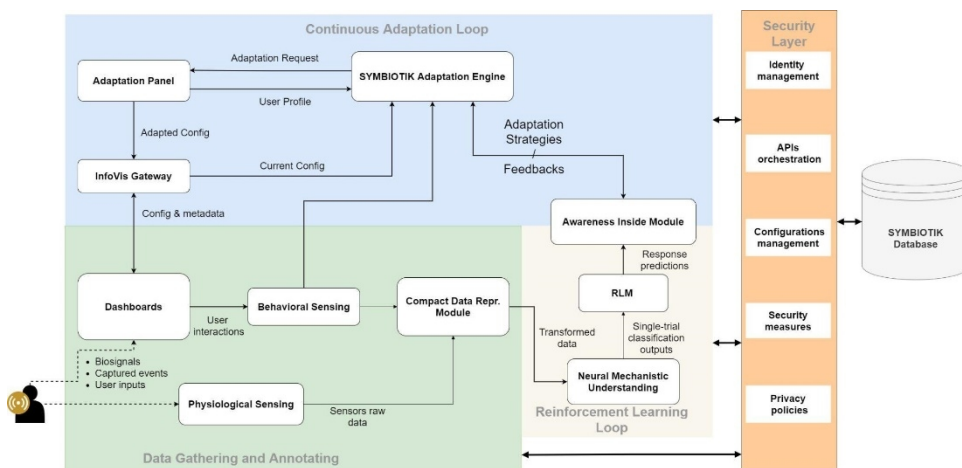 Continuous Adaptation Loop
Adaptation Panel
Adaptation Request
User Profile
SYMBIOTIK Adaptation Engine
Adapted Config
InfoVis Gateway
Current Config
Adaptation
Strategies
Feedbacks
Config & metadata
Awareness Inside Module
Response
predictions
RLM
Single-trial
classification
outputs
Neural Mechanistic
Understanding
Reinforcement Learning
Loop
Dashboards
User
interactions
Behavioral Sensing
Compact Data Repr.
Module
Transformed
data
• Biosignals
• Captured events
• User inputs
Physiological Sensing
Sensors raw
data
Data Gathering and Annotating
Security
Layer
Identity
management
APIs
orchestration
Configurations
management
Security
measures
Privacy
policies
SYMBIOTIK
Database